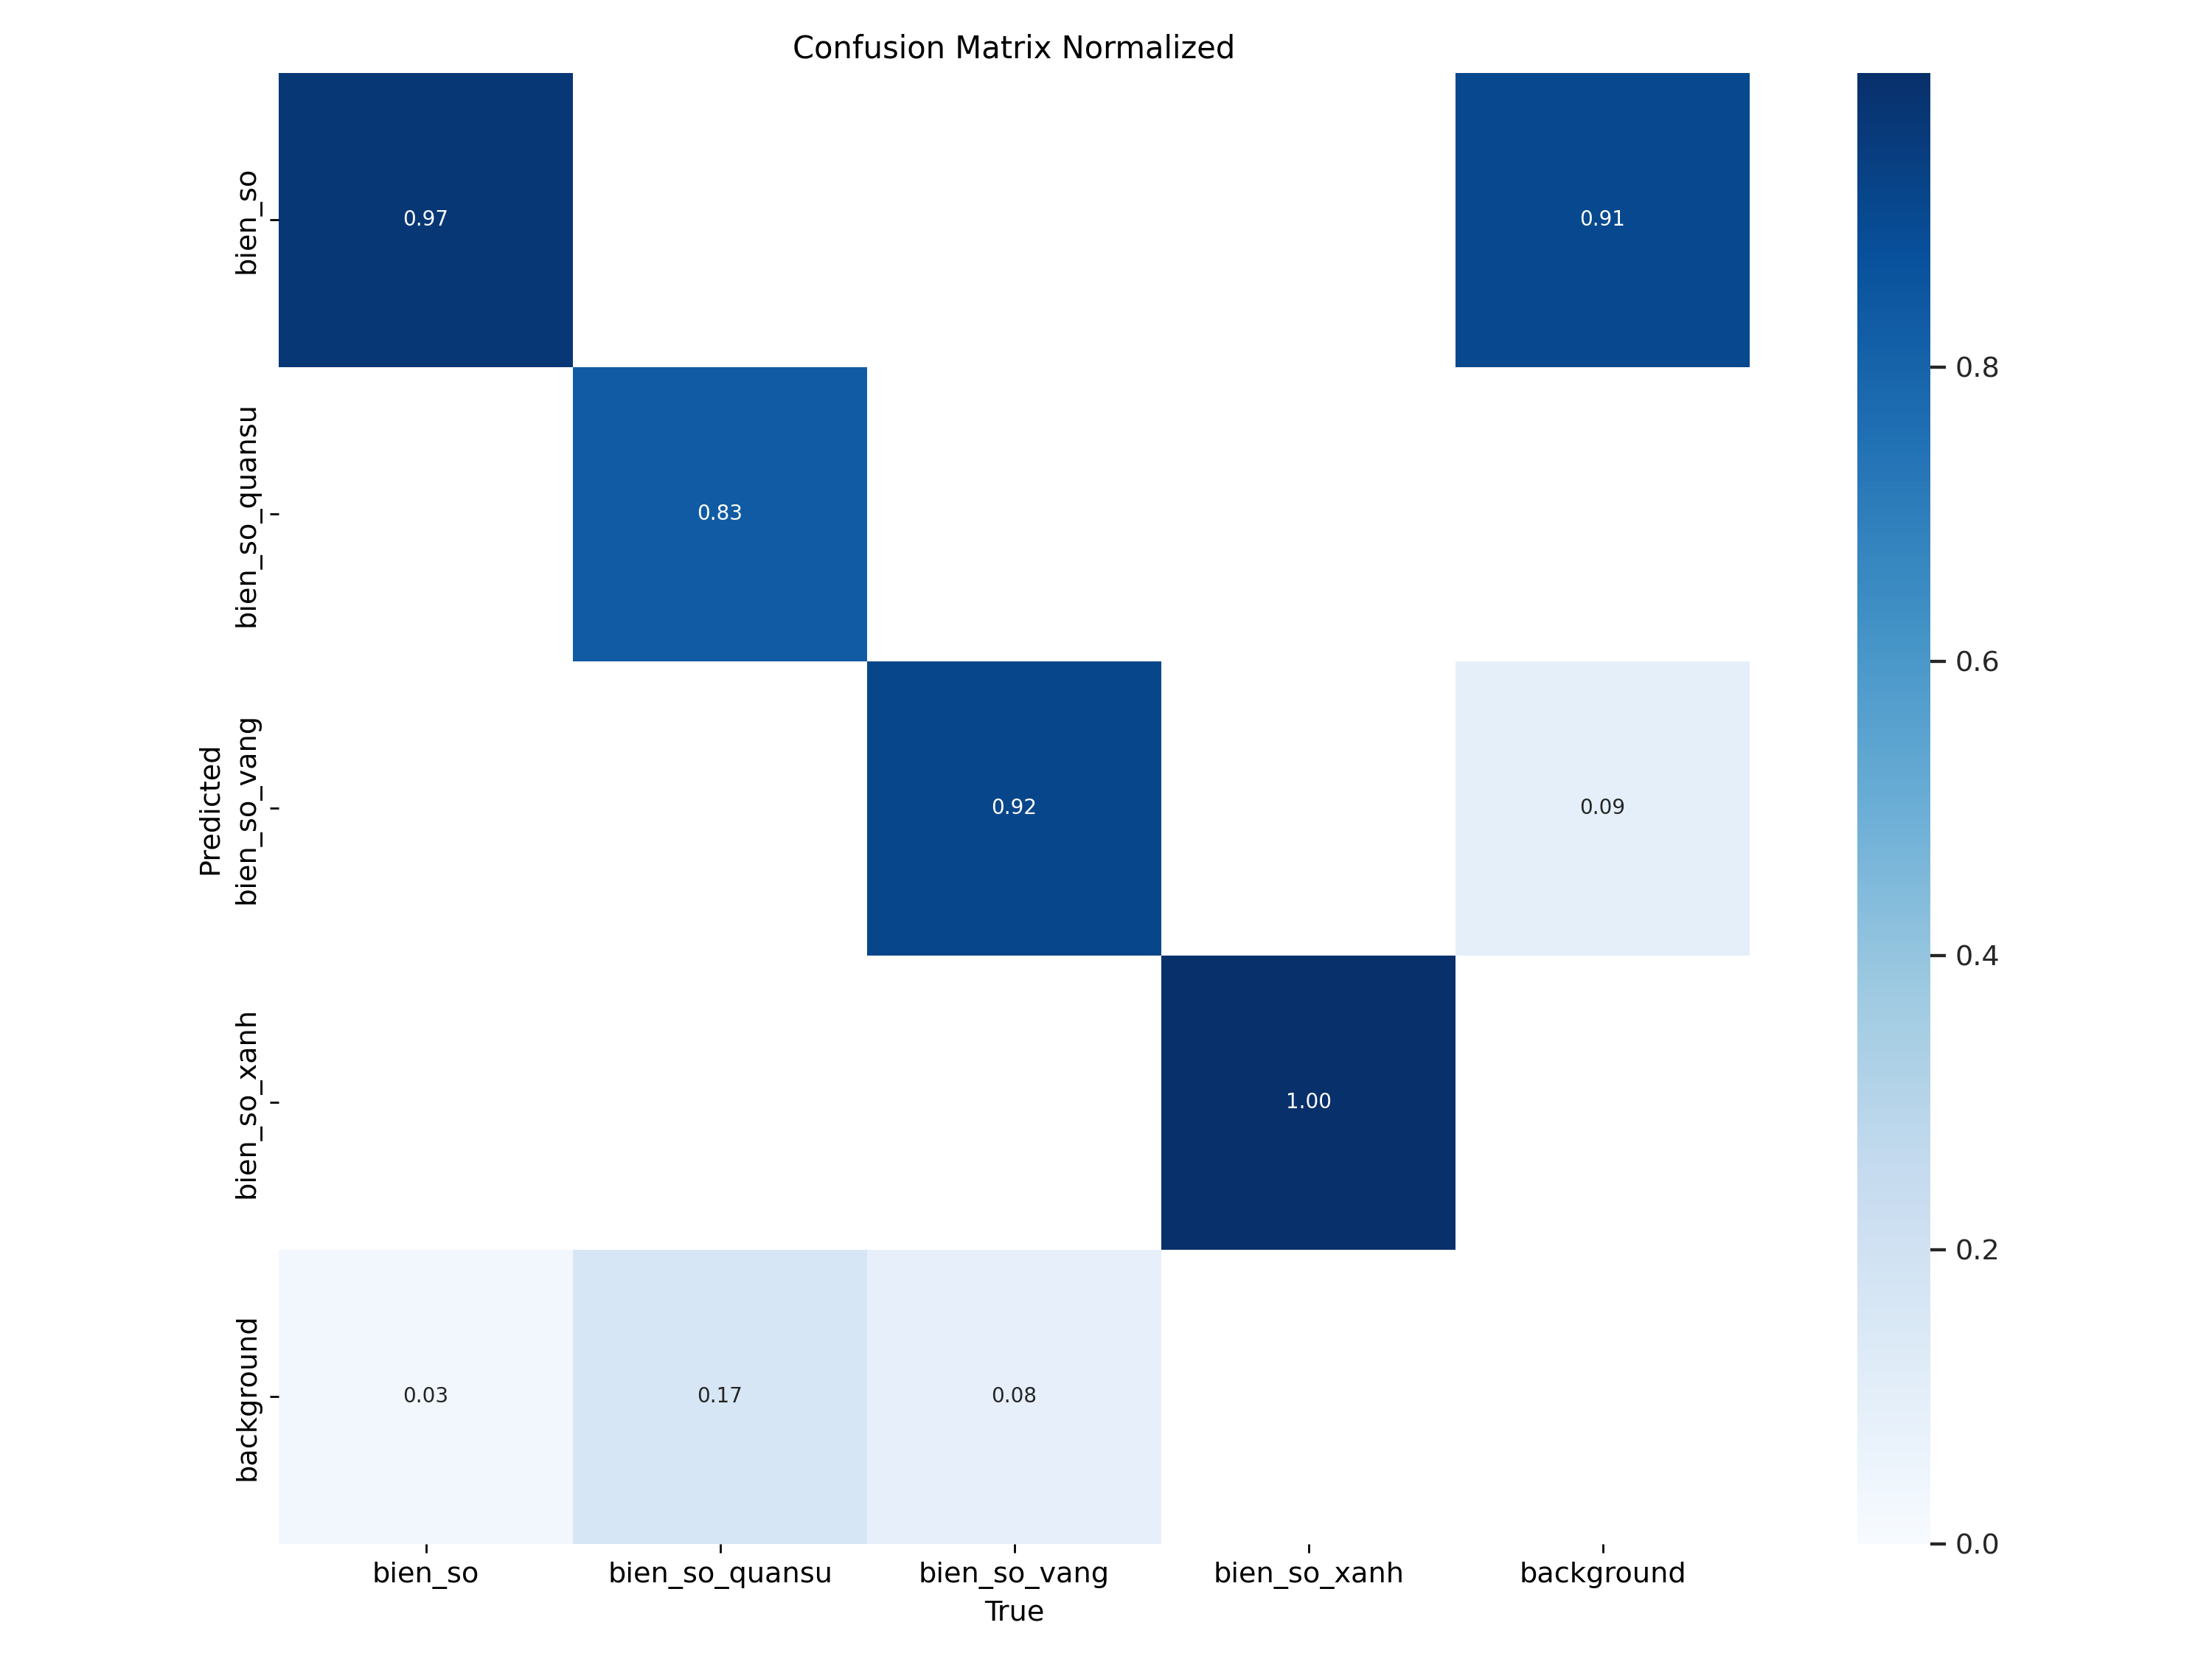 Confusion Matrix Normalized
bien_so
0.97
0.91
bien_so_quansu
0.83
0.8
Predicted
bien_so_vang
0.92
0.09
0.6
bien_so_xanh
1.00
0.4
background
0.03
0.17
0.08
0.2
0.0
bien_so
bien_so_quansu
bien_so_vang
bien_so_xanh
background
True